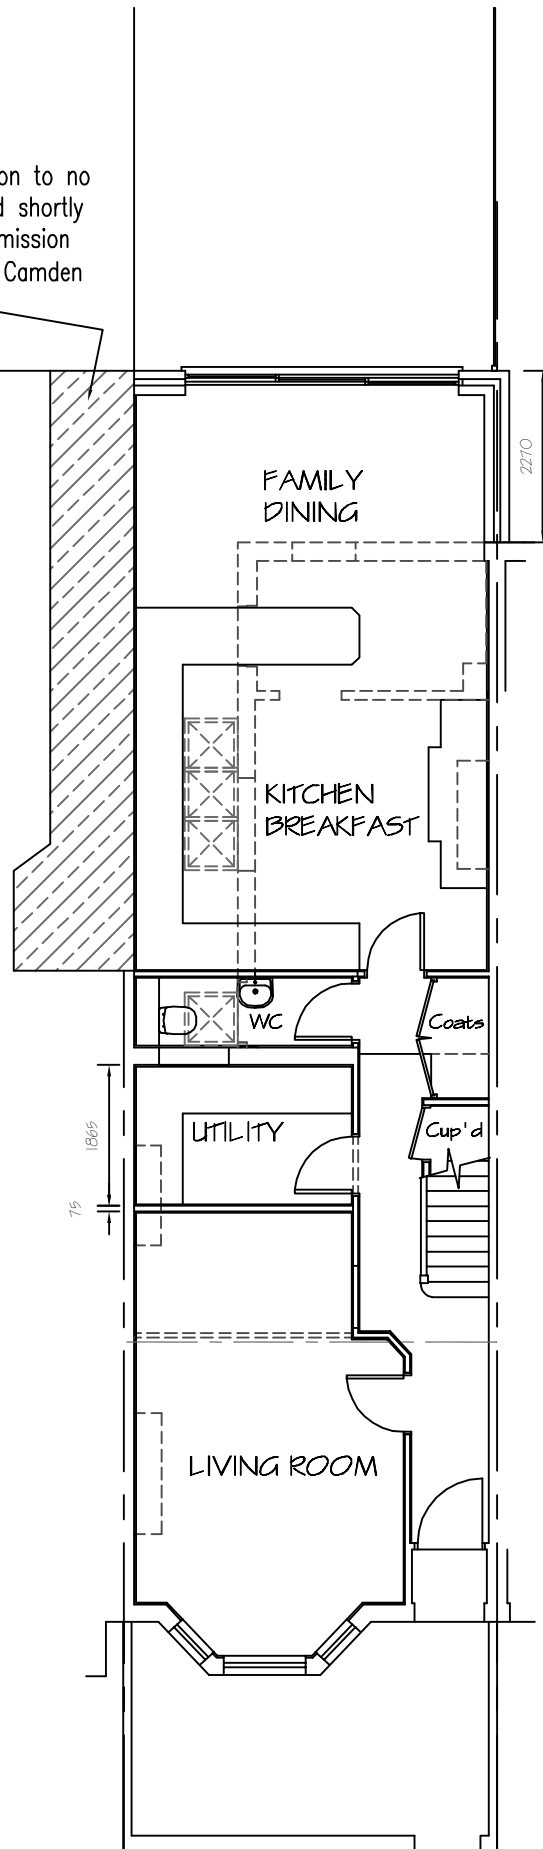 on to no
d shortly
mission
Camden
2270
FAMILY
DINING
KITCHEN
BREAKFAST
WC
Coats
UTILITY
Cup'd
1865
75
LIVING ROOM